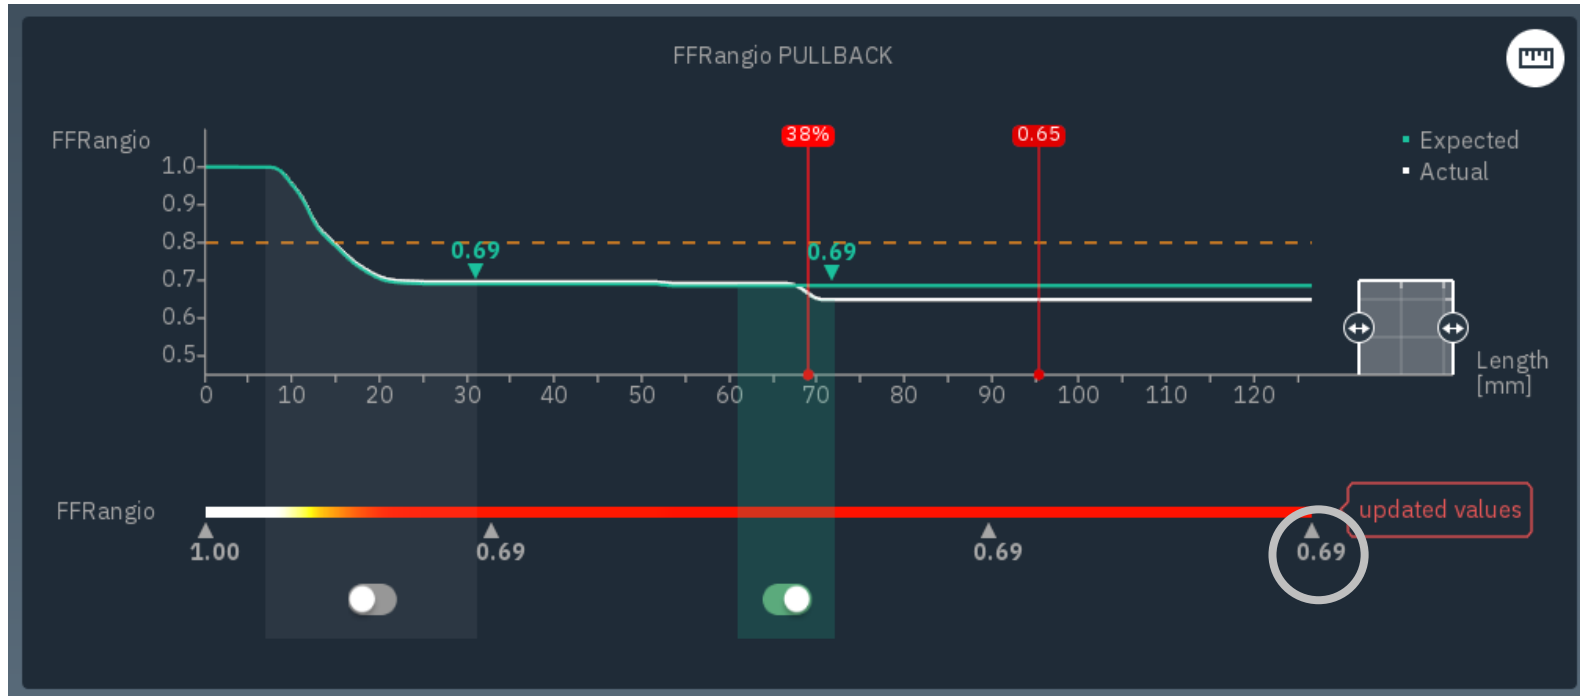 FFRangio PULLBACK
FFRangio
38%
0.65
Expected
Actual
1.0
0.9
0.8
0.7
0.6
0.5
0.69
0.69
0 10 20 30 40 50 60 70 80 90 100 110 120
Length
[mm]
FFRangio
updated values
1.00 0.69 0.69 0.69